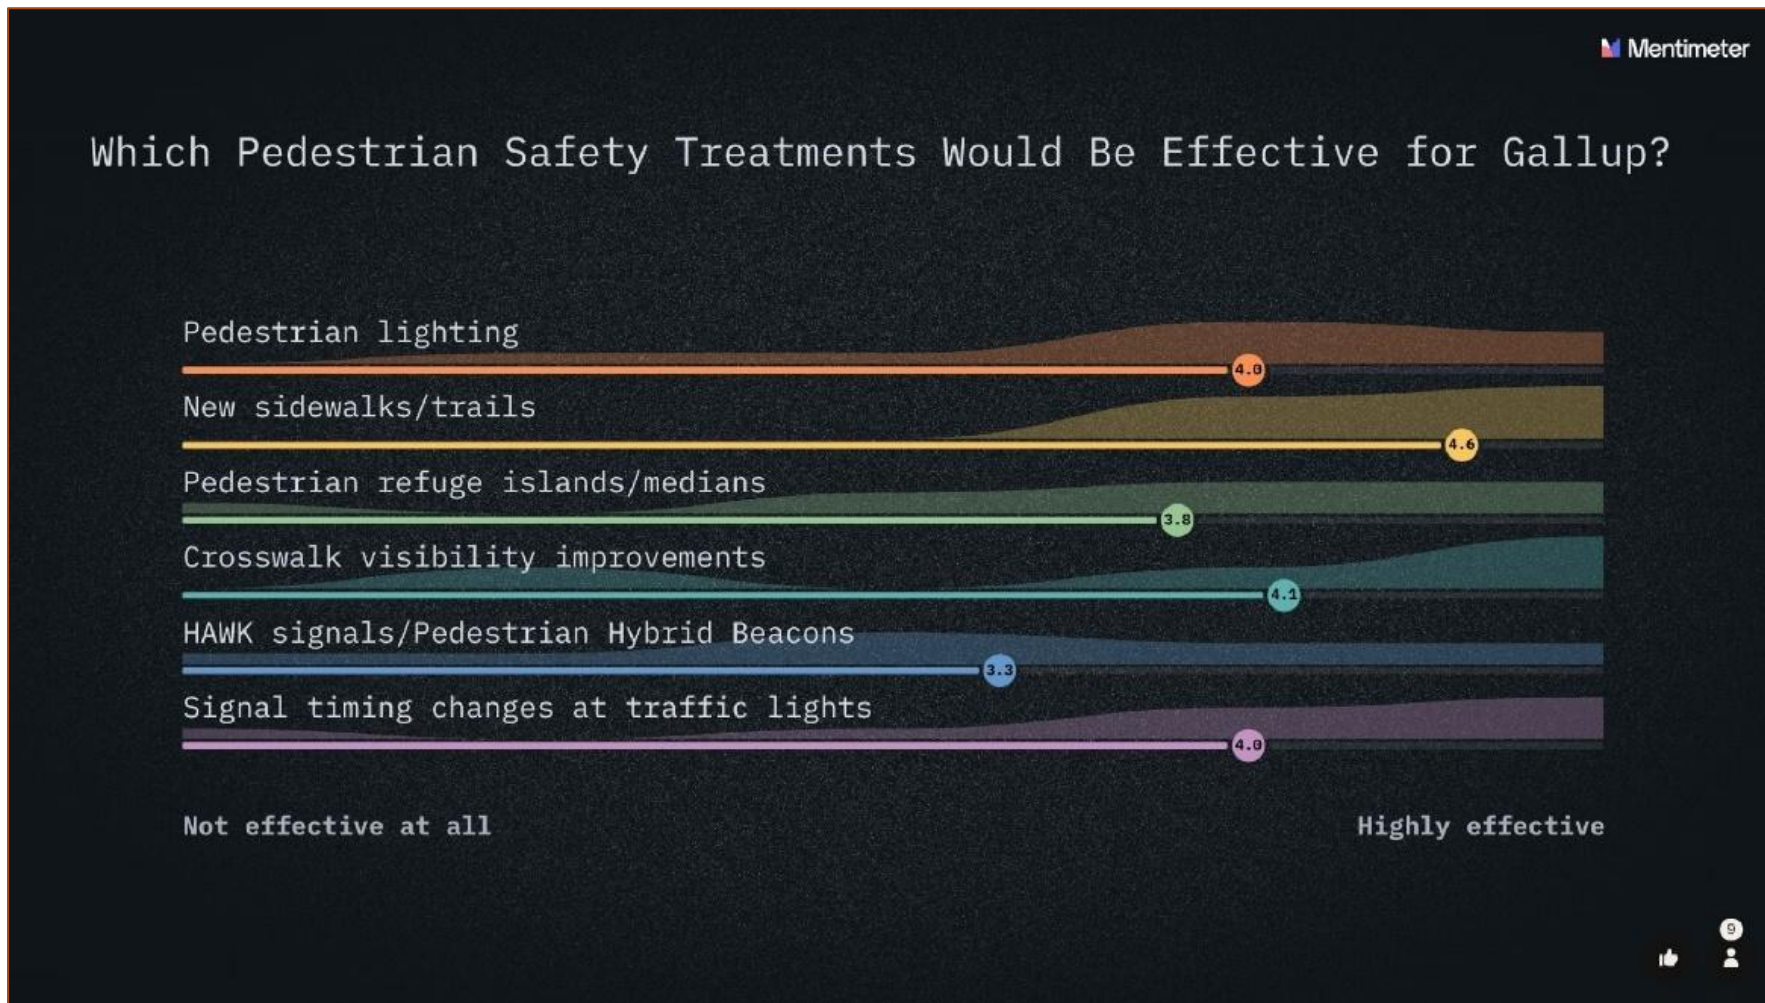 Mentimeter
Which Pedestrian Safety Treatments Would Be Effective for Gallup?
Pedestrian lighting
4.0
New sidewalks/trails
4.6
Pedestrian refuge islands/medians
3.8
Crosswalk visibility improvements
4.1
HAWK signals/Pedestrian Hybrid Beacons
3.3
Signal timing changes at traffic lights
4.0
Not effective at all
Highly effective
9